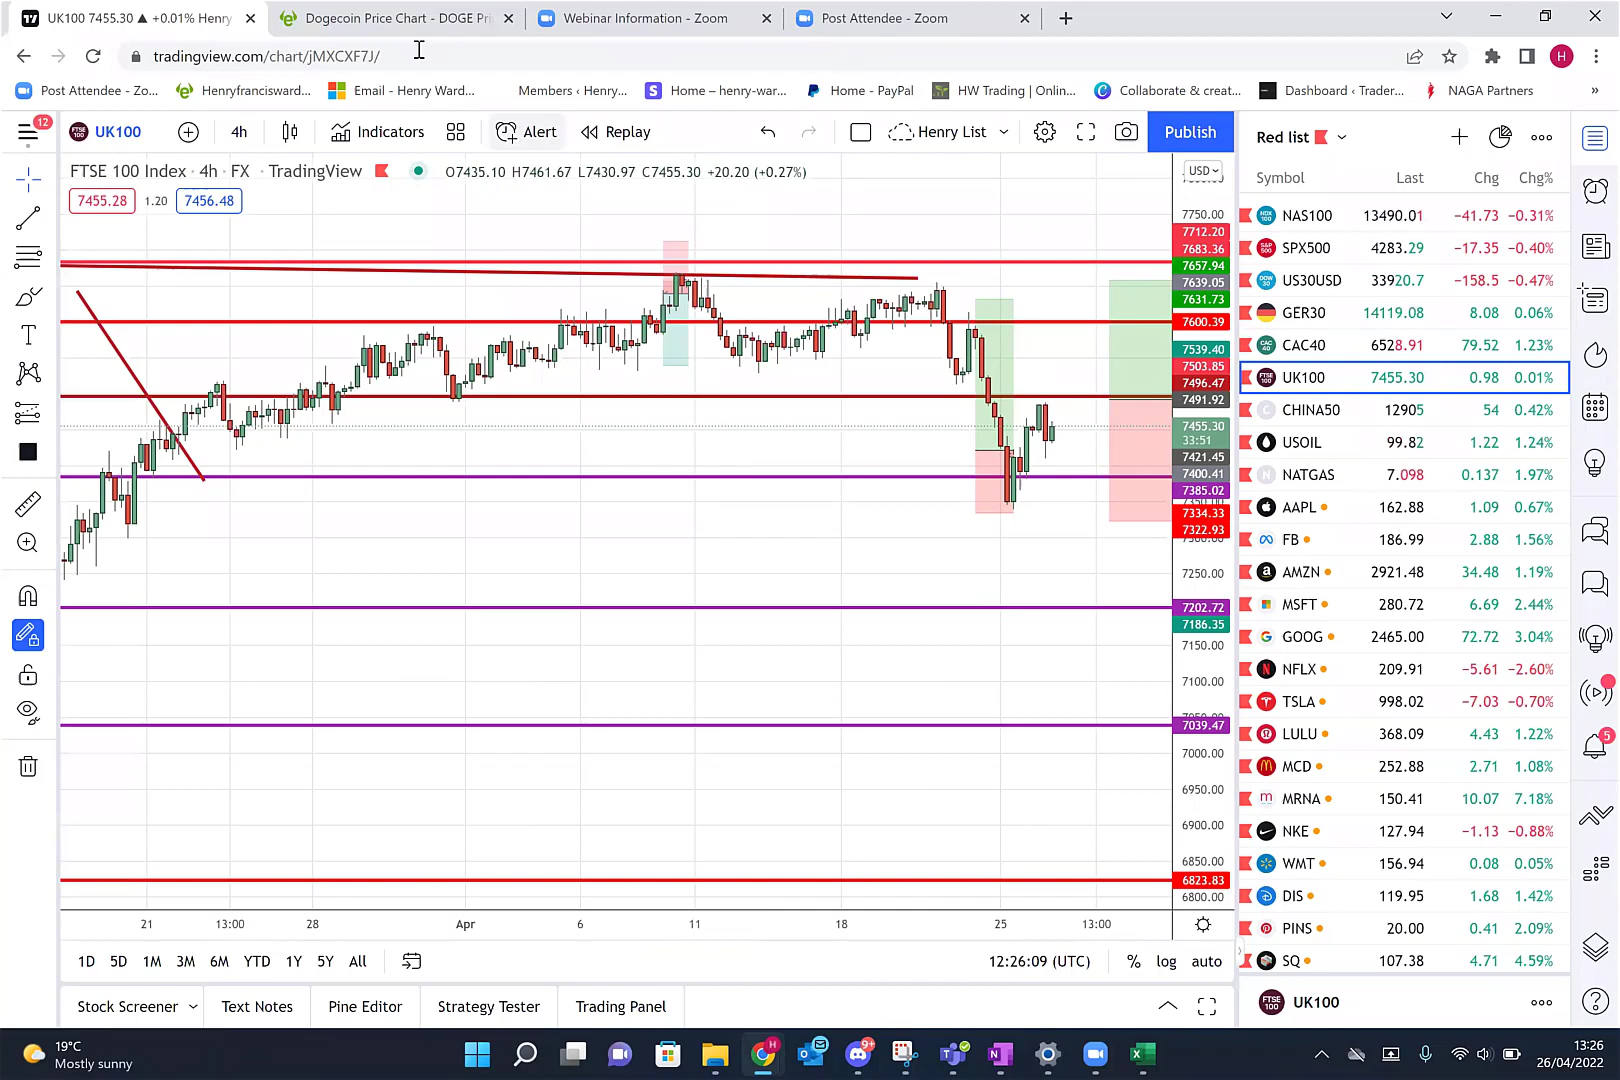 UK100 7455.30 ▲ +0.01% Henry
Dogecoin Price Chart - DOGE Pri
Webinar Information - Zoom
Post Attendee - Zoom
tradingview.com/chart/jMXCXF7J/
H
Post Attendee - Zo...
Henryfrancisward...
Email - Henry Ward...
Members ‹ Henry...
Home – henry-war...
Home - PayPal
HW Trading | Onlin...
Collaborate & creat...
Dashboard ‹ Trader...
NAGA Partners
»
12
UK100
4h
Indicators
Alert
Replay
Henry List
Publish
FTSE 100 Index · 4h · FX · TradingView
O7435.10 H7461.67 L7430.97 C7455.30 +20.20 (+0.27%)
7455.28
1.20
7456.48
USD
7750.00
7712.20
7683.36
7657.94
7639.05
7631.73
7600.39
7539.40
7503.85
7496.47
7491.92
7455.30
33:51
7421.45
7400.41
7385.02
7334.33
7322.93
7300.00
7250.00
7202.72
7186.35
7150.00
7100.00
7039.47
7000.00
6950.00
6900.00
6850.00
6823.83
6800.00
21
13:00
28
Apr
6
11
18
25
13:00
1D
5D
1M
3M
6M
YTD
1Y
5Y
All
12:26:09 (UTC)
%
log
auto
Stock Screener
Text Notes
Pine Editor
Strategy Tester
Trading Panel
Red list
Symbol Last Chg Chg%
NAS100 13490.01 −41.73 −0.31%
SPX500 4283.29 −17.35 −0.40%
US30USD 33920.7 −158.5 −0.47%
GER30 14119.08 8.08 0.06%
CAC40 6528.91 79.52 1.23%
UK100 7455.30 0.98 0.01%
CHINA50 12905 54 0.42%
USOIL 99.82 1.22 1.24%
NATGAS 7.098 0.137 1.97%
AAPL 162.88 1.09 0.67%
FB 186.99 2.88 1.56%
AMZN 2921.48 34.48 1.19%
MSFT 280.72 6.69 2.44%
GOOG 2465.00 72.72 3.04%
NFLX 209.91 −5.61 −2.60%
TSLA 998.02 −7.03 −0.70%
LULU 368.09 4.43 1.22%
MCD 252.88 2.71 1.08%
MRNA 150.41 10.07 7.18%
NKE 127.94 −1.13 −0.88%
WMT 156.94 0.08 0.05%
DIS 119.95 1.68 1.42%
PINS 20.00 0.41 2.09%
SQ 107.38 4.71 4.59%
UK100
5
19°C
Mostly sunny
13:26
26/04/2022